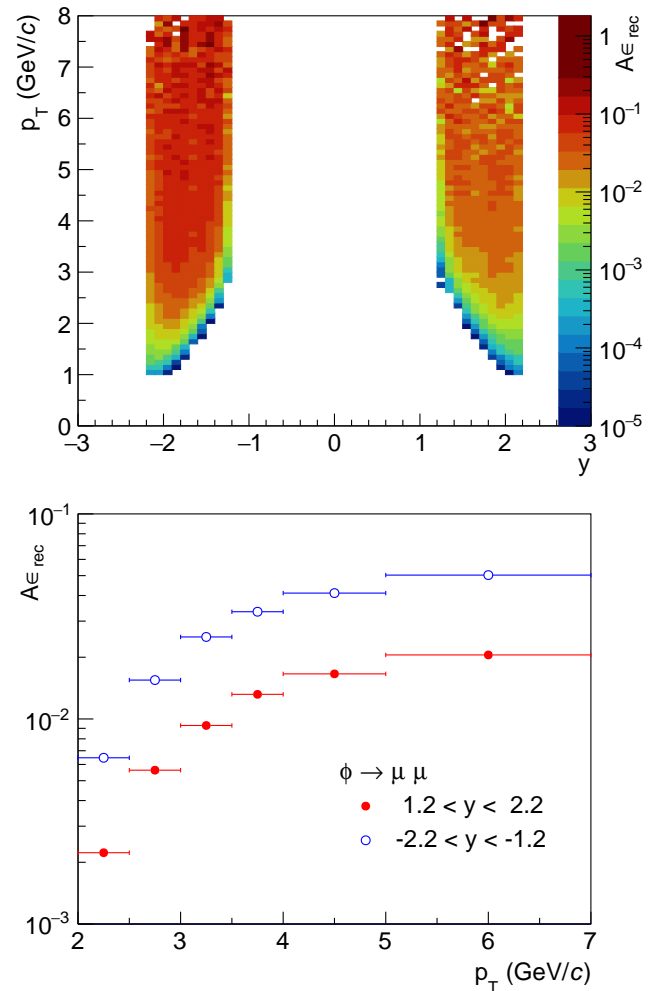 p_T (GeV/c)
8
7
6
5
4
3
2
1
0
−3 −2 −1 0 1 2 3
y
Aϵ_rec
1
10^−1
10^−2
10^−3
10^−4
10^−5
Aϵ_rec
10^−1
10^−2
10^−3
ϕ → μ μ
1.2 < y < 2.2
-2.2 < y < -1.2
2 3 4 5 6 7
p_T (GeV/c)